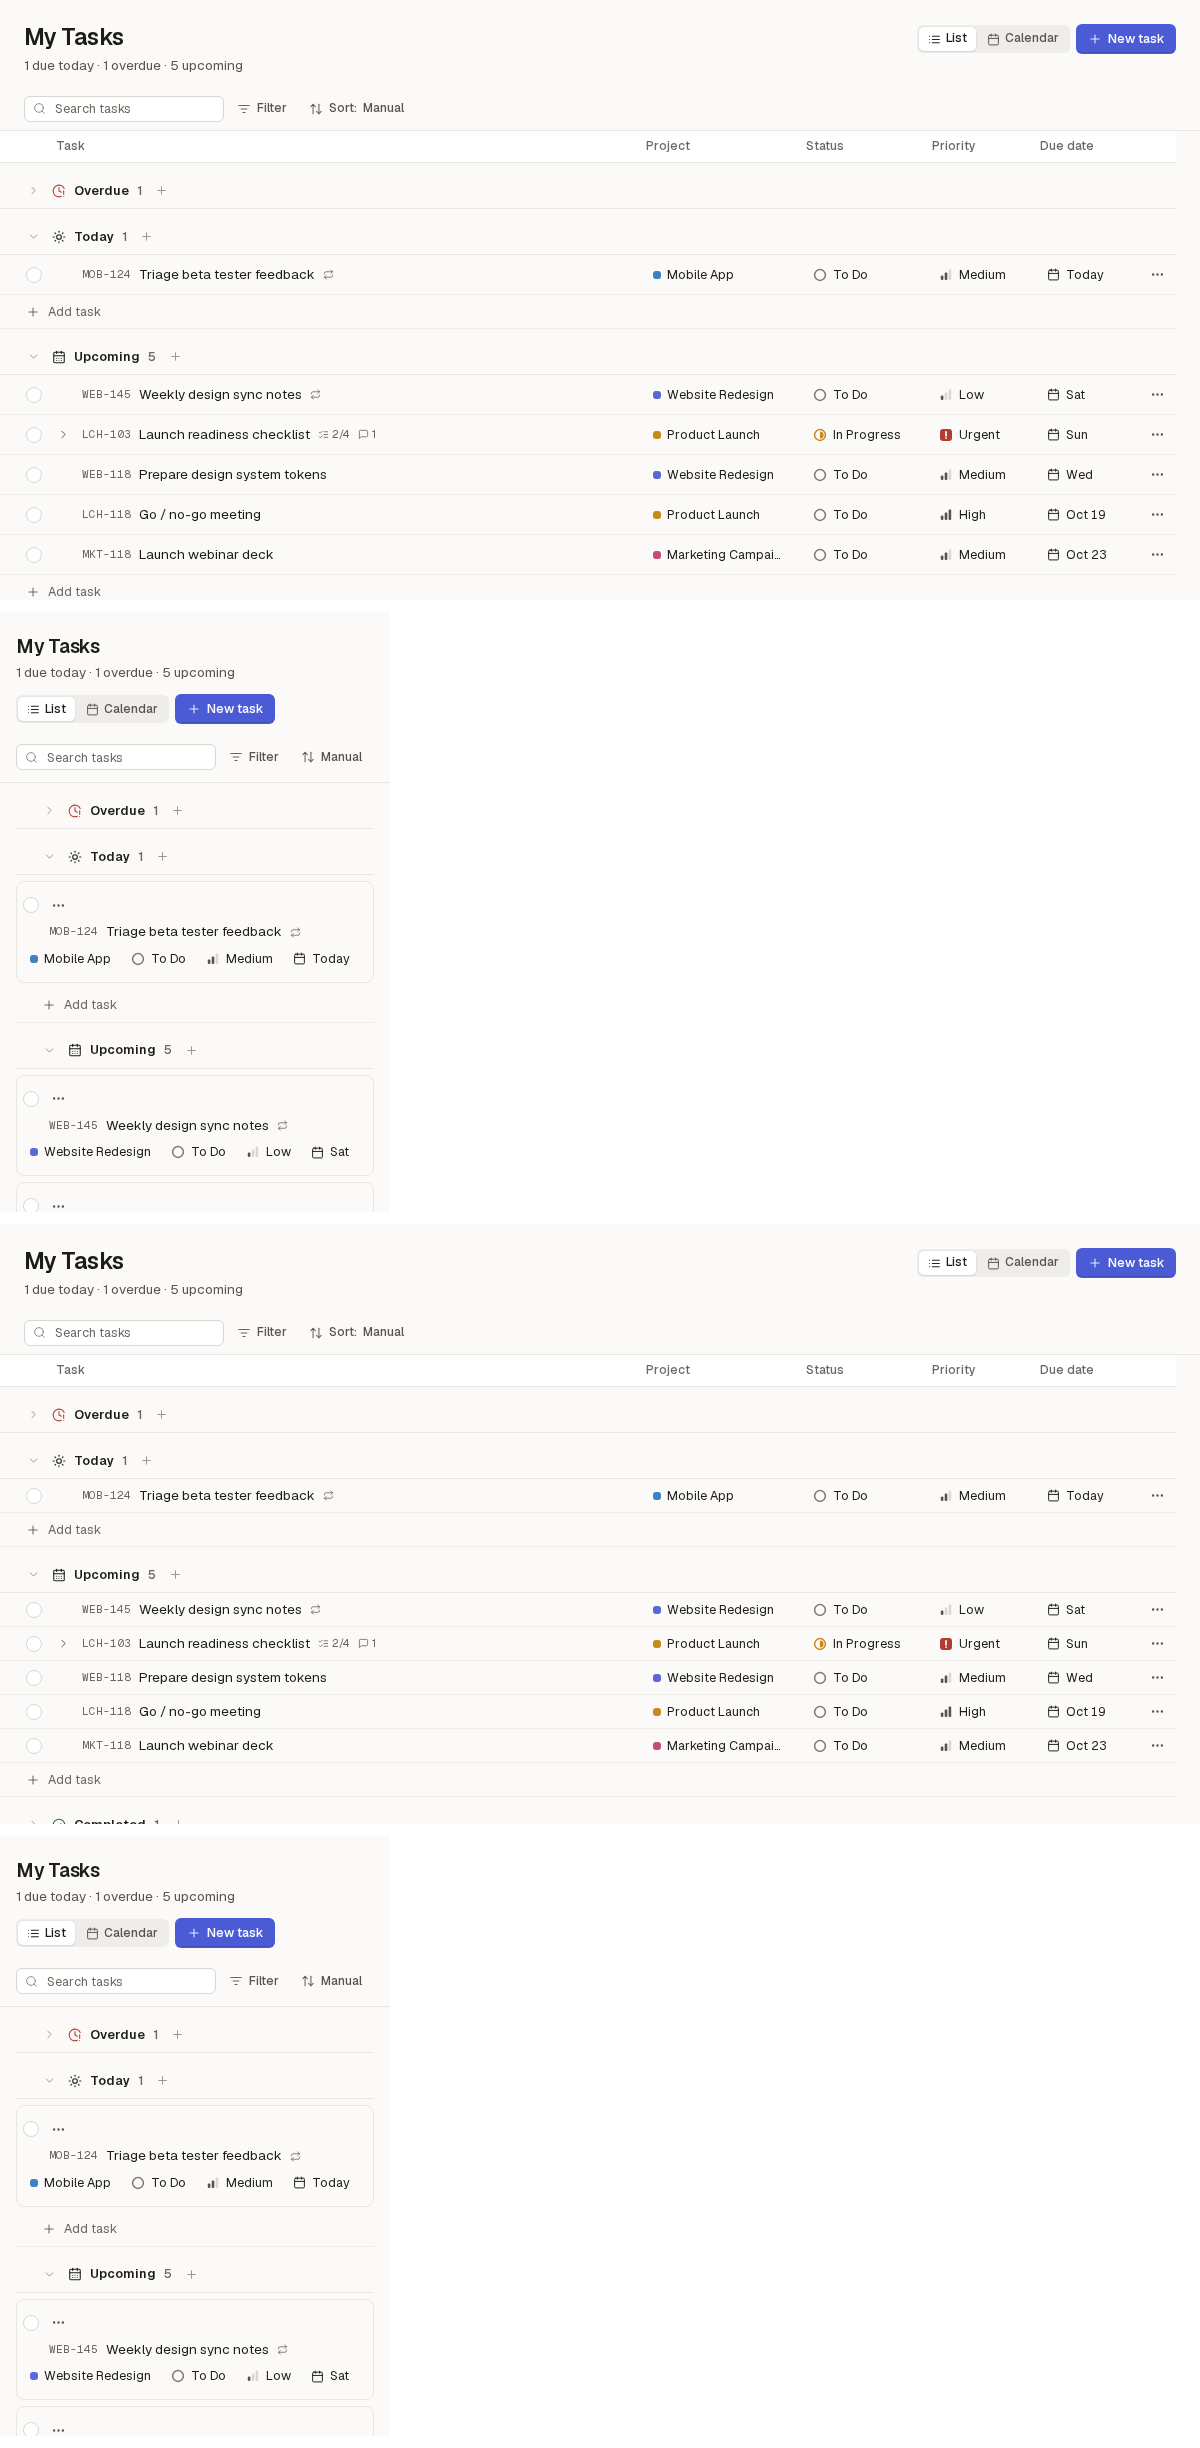 My Tasks
List Calendar New task
1 due today · 1 overdue · 5 upcoming
Search tasks Filter Sort: Manual
Task Project Status Priority Due date
Overdue 1
Today 1
MOB-124 Triage beta tester feedback Mobile App To Do Medium Today
Add task
Upcoming 5
WEB-145 Weekly design sync notes Website Redesign To Do Low Sat
LCH-103 Launch readiness checklist 2/4 1 Product Launch In Progress Urgent Sun
WEB-118 Prepare design system tokens Website Redesign To Do Medium Wed
LCH-118 Go / no-go meeting Product Launch To Do High Oct 19
MKT-118 Launch webinar deck Marketing Campai... To Do Medium Oct 23
Add task
My Tasks
1 due today · 1 overdue · 5 upcoming
List Calendar New task
Search tasks Filter Manual
Overdue 1
Today 1
MOB-124 Triage beta tester feedback
Mobile App To Do Medium Today
Add task
Upcoming 5
WEB-145 Weekly design sync notes
Website Redesign To Do Low Sat
My Tasks
List Calendar New task
1 due today · 1 overdue · 5 upcoming
Search tasks Filter Sort: Manual
Task Project Status Priority Due date
Overdue 1
Today 1
MOB-124 Triage beta tester feedback Mobile App To Do Medium Today
Add task
Upcoming 5
WEB-145 Weekly design sync notes Website Redesign To Do Low Sat
LCH-103 Launch readiness checklist 2/4 1 Product Launch In Progress Urgent Sun
WEB-118 Prepare design system tokens Website Redesign To Do Medium Wed
LCH-118 Go / no-go meeting Product Launch To Do High Oct 19
MKT-118 Launch webinar deck Marketing Campai... To Do Medium Oct 23
Add task
Completed 1
My Tasks
1 due today · 1 overdue · 5 upcoming
List Calendar New task
Search tasks Filter Manual
Overdue 1
Today 1
MOB-124 Triage beta tester feedback
Mobile App To Do Medium Today
Add task
Upcoming 5
WEB-145 Weekly design sync notes
Website Redesign To Do Low Sat